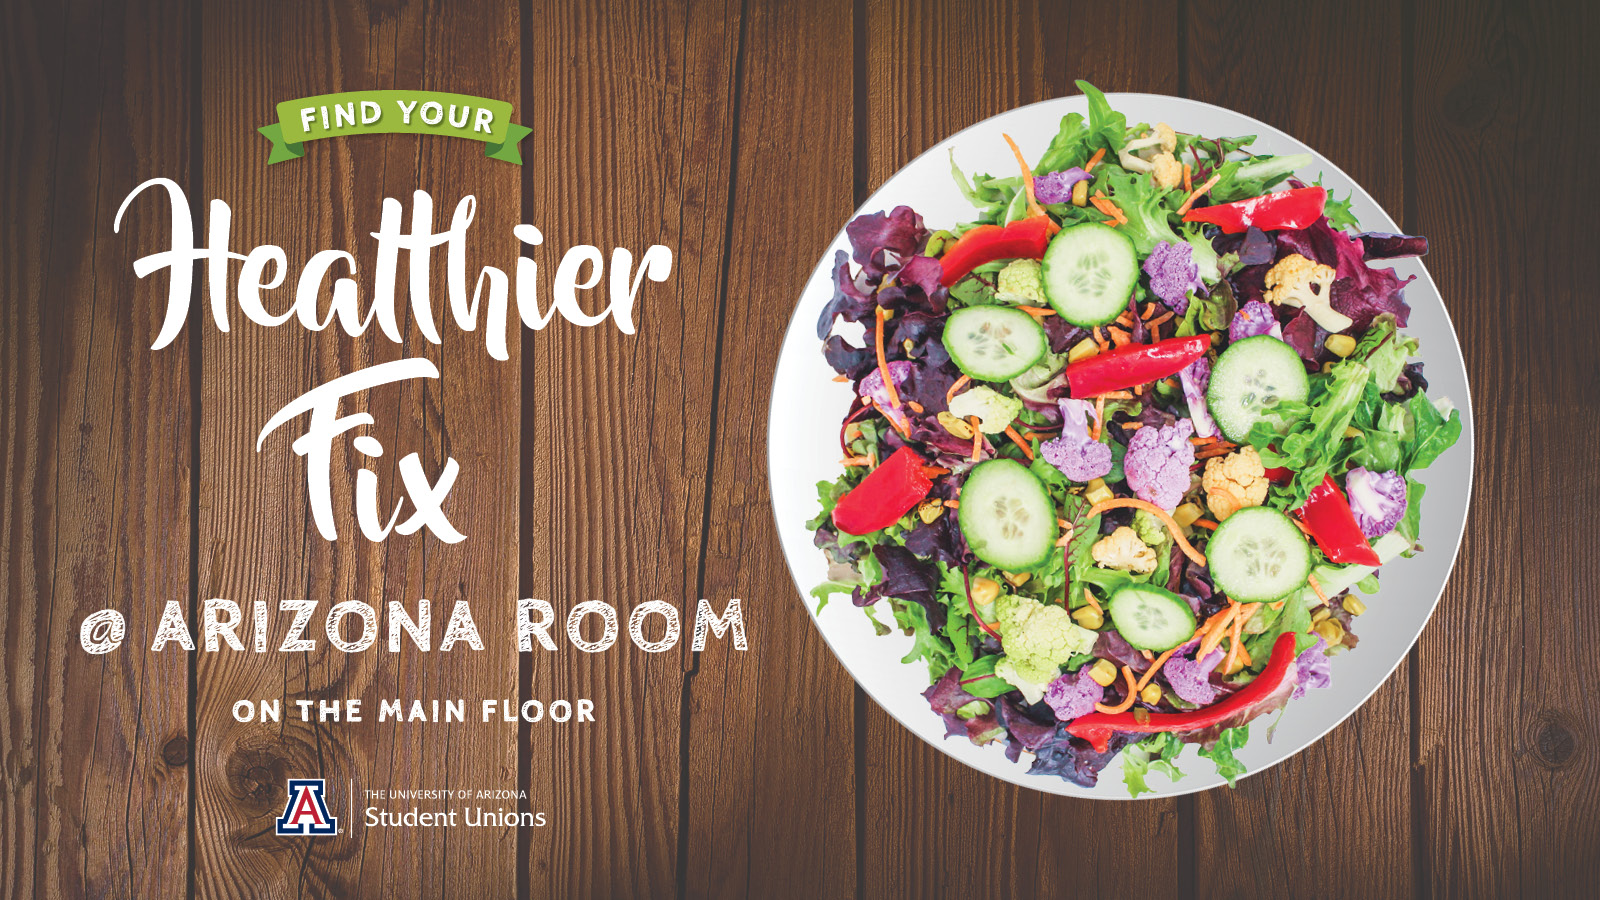 FIND YOUR
Healthier
Fix
@ ARIZONA ROOM
ON THE MAIN FLOOR
A
THE UNIVERSITY OF ARIZONA
Student Unions